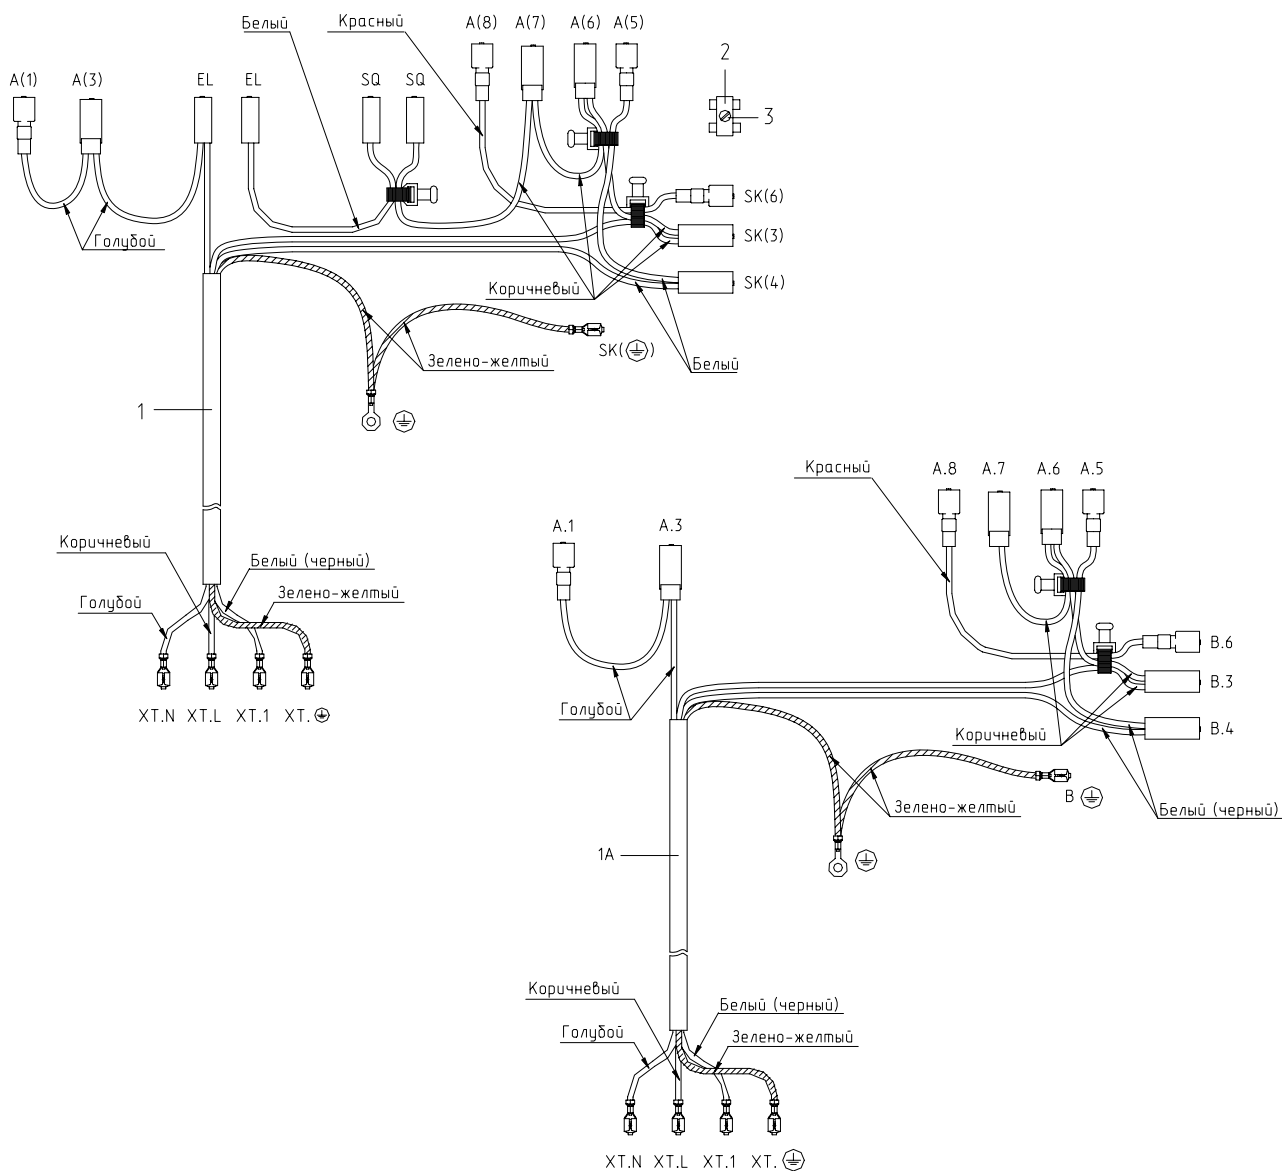 Белый
Красный
A(8)
A(7)
A(6)
A(5)
2
A(1)
A(3)
EL
EL
SQ
SQ
3
SK(6)
SK(3)
Голубой
SK(4)
Коричневый
SK( )
Зелено-желтый
Белый
1
Красный
A.8
A.7
A.6
A.5
A.1
A.3
Коричневый
Белый (черный)
Зелено-желтый
Голубой
B.6
B.3
XT.N
XT.L
XT.1
XT.
Голубой
Коричневый
B.4
B
Зелено-желтый
Белый (черный)
1A
Коричневый
Белый (черный)
Голубой
Зелено-желтый
XT.N
XT.L
XT.1
XT.